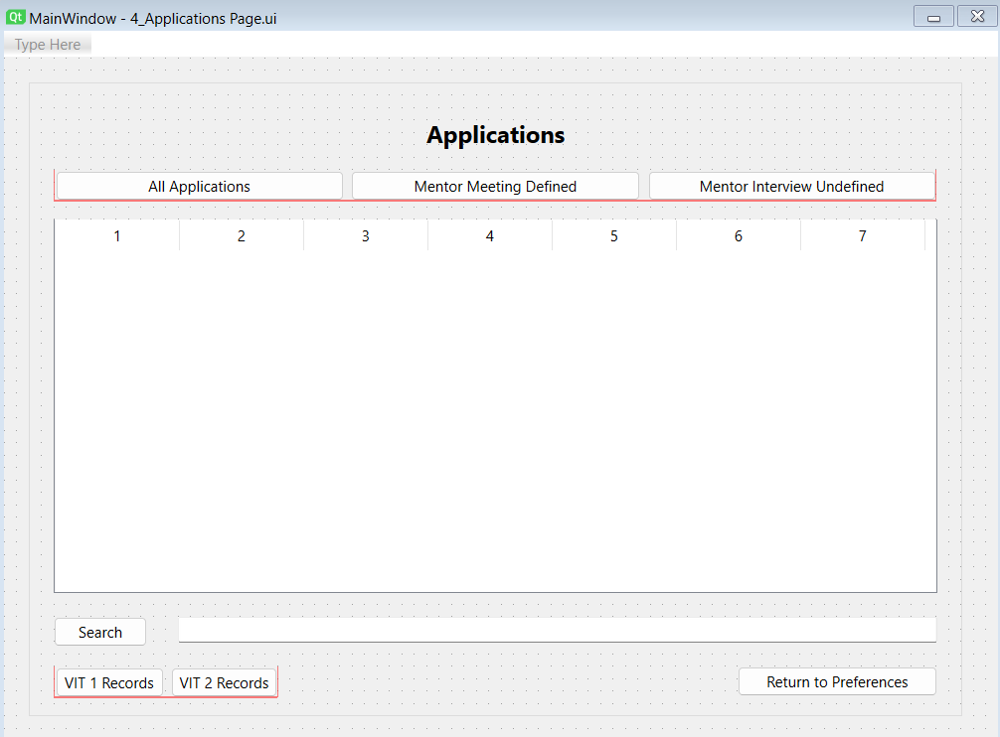 Qt MainWindow - 4_Applications Page.ui
Type Here
Applications
All Applications Mentor Meeting Defined Mentor Interview Undefined
1 2 3 4 5 6 7
Search
VIT 1 Records VIT 2 Records Return to Preferences